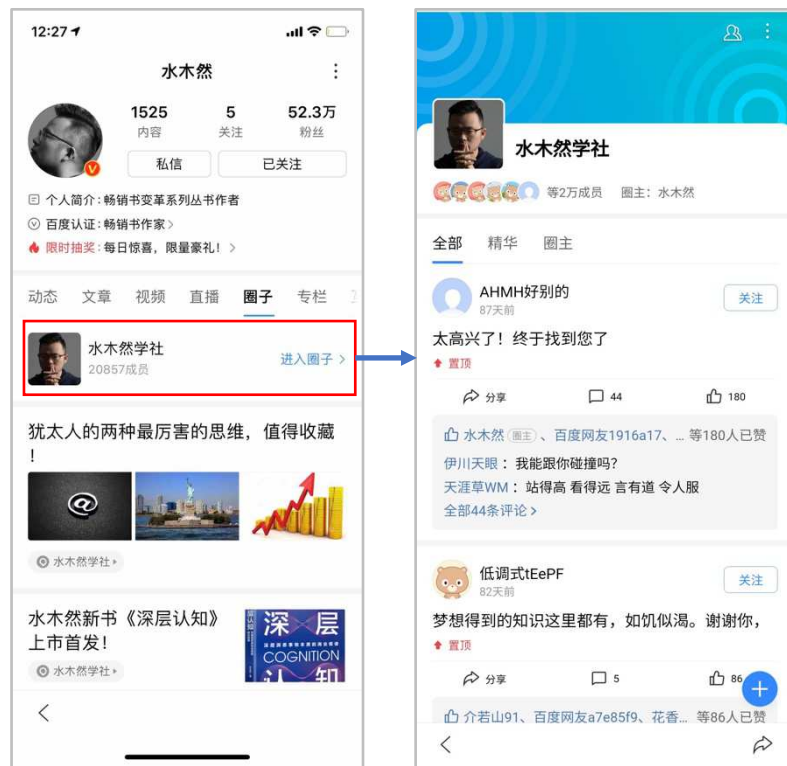 12:27
水木然
1525
5
52.3万
内容
关注
粉丝
私信
已关注
个人简介:畅销书变革系列丛书作者
百度认证:畅销书作家>
限时抽奖:每日惊喜，限量豪礼！>
动态 文章 视频 直播 圈子 专栏
水木然学社
20857成员
进入圈子 >
犹太人的两种最厉害的思维，值得收藏
！
@
水木然学社
水木然新书《深层认知》
上市首发！
水木然学社
深层
COGNITION
认知
水木然学社
等2万成员 圈主：水木然
全部 精华 圈主
AHMH好别的
87天前
关注
太高兴了！终于找到您了
置顶
分享 44 180
水木然 圈主 、百度网友1916a17、... 等180人已赞
伊川天眼：我能跟你碰撞吗？
天涯草WM：站得高 看得远 言有道 令人服
全部44条评论 >
低调式tEePF
82天前
关注
梦想得到的知识这里都有，如饥似渴。谢谢你，
置顶
分享 5 86
介若山91、百度网友a7e85f9、花香... 等86人已赞